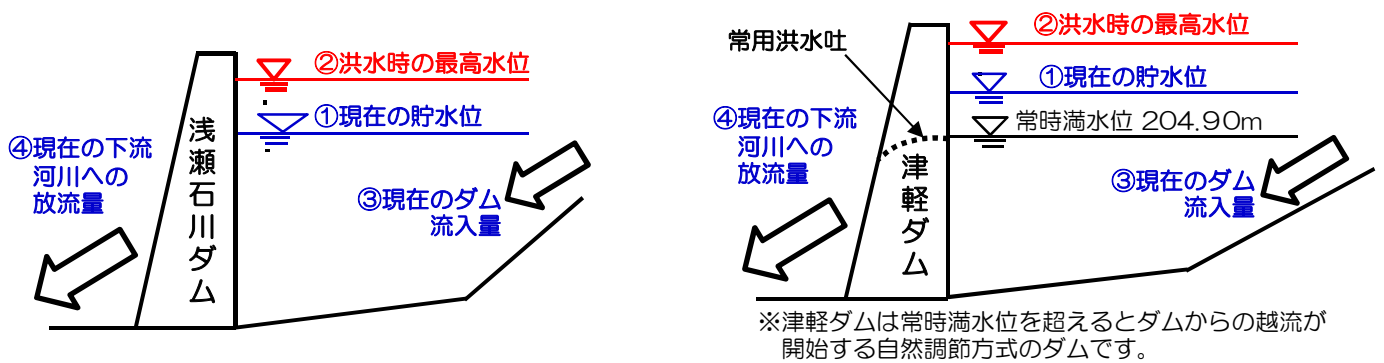 ②洪水時の最高水位
①現在の貯水位
④現在の下流
河川への
放流量
浅瀬石川ダム
③現在のダム
流入量
②洪水時の最高水位
常用洪水吐
①現在の貯水位
常時満水位 204.90m
④現在の下流
河川への
放流量
津軽ダム
③現在のダム
流入量
※津軽ダムは常時満水位を超えるとダムからの越流が
開始する自然調節方式のダムです。